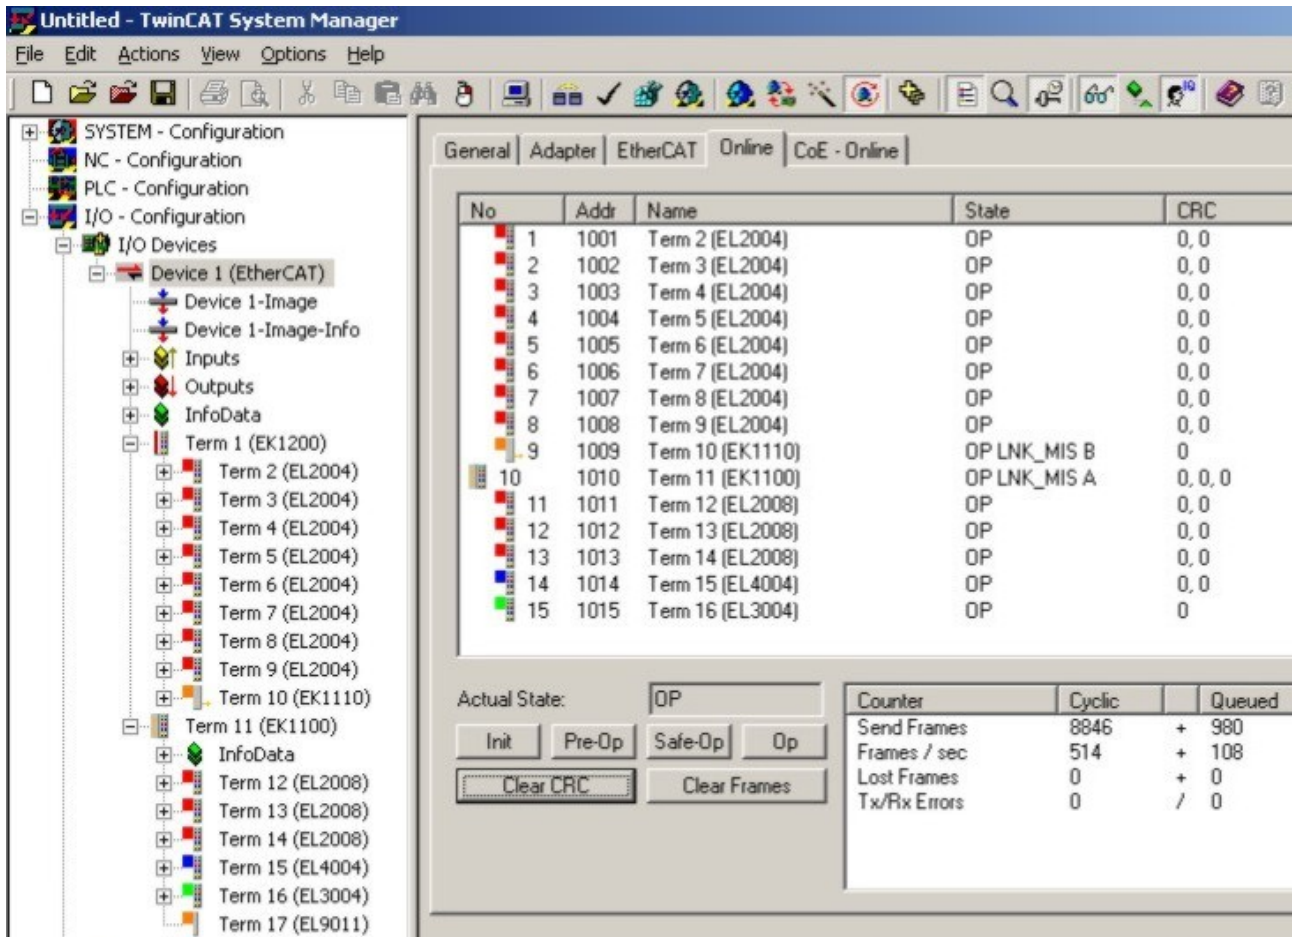 Untitled - TwinCAT System Manager
File Edit Actions View Options Help
SYSTEM - Configuration
NC - Configuration
PLC - Configuration
I/O - Configuration
I/O Devices
Device 1 (EtherCAT)
Device 1-Image
Device 1-Image-Info
Inputs
Outputs
InfoData
Term 1 (EK1200)
Term 2 (EL2004)
Term 3 (EL2004)
Term 4 (EL2004)
Term 5 (EL2004)
Term 6 (EL2004)
Term 7 (EL2004)
Term 8 (EL2004)
Term 9 (EL2004)
Term 10 (EK1110)
Term 11 (EK1100)
InfoData
Term 12 (EL2008)
Term 13 (EL2008)
Term 14 (EL2008)
Term 15 (EL4004)
Term 16 (EL3004)
Term 17 (EL9011)
General Adapter EtherCAT Online CoE - Online
No Addr Name State CRC
1 1001 Term 2 (EL2004) OP 0, 0
2 1002 Term 3 (EL2004) OP 0, 0
3 1003 Term 4 (EL2004) OP 0, 0
4 1004 Term 5 (EL2004) OP 0, 0
5 1005 Term 6 (EL2004) OP 0, 0
6 1006 Term 7 (EL2004) OP 0, 0
7 1007 Term 8 (EL2004) OP 0, 0
8 1008 Term 9 (EL2004) OP 0, 0
9 1009 Term 10 (EK1110) OP LNK_MIS B 0
10 1010 Term 11 (EK1100) OP LNK_MIS A 0, 0, 0
11 1011 Term 12 (EL2008) OP 0, 0
12 1012 Term 13 (EL2008) OP 0, 0
13 1013 Term 14 (EL2008) OP 0, 0
14 1014 Term 15 (EL4004) OP 0, 0
15 1015 Term 16 (EL3004) OP 0
Actual State: OP
Init Pre-Op Safe-Op Op
Clear CRC Clear Frames
Counter Cyclic Queued
Send Frames 8846 + 980
Frames / sec 514 + 108
Lost Frames 0 + 0
Tx/Rx Errors 0 / 0